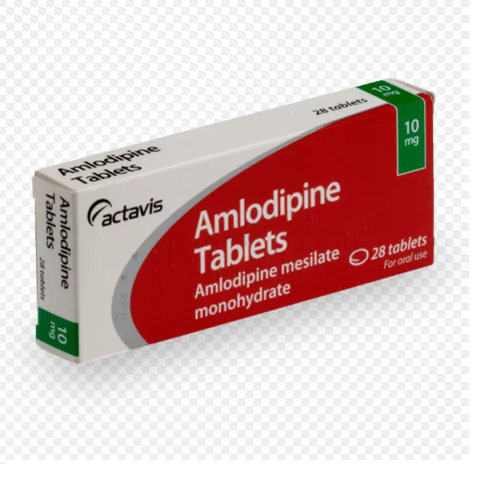 Amlodipine
Tablets
28 tablets
10
mg
actavis
Amlodipine
Tablets
Amlodipine mesilate
monohydrate
10
mg
28 tablets
For oral use
Amlodipine
Tablets
28 tablets
10
mg